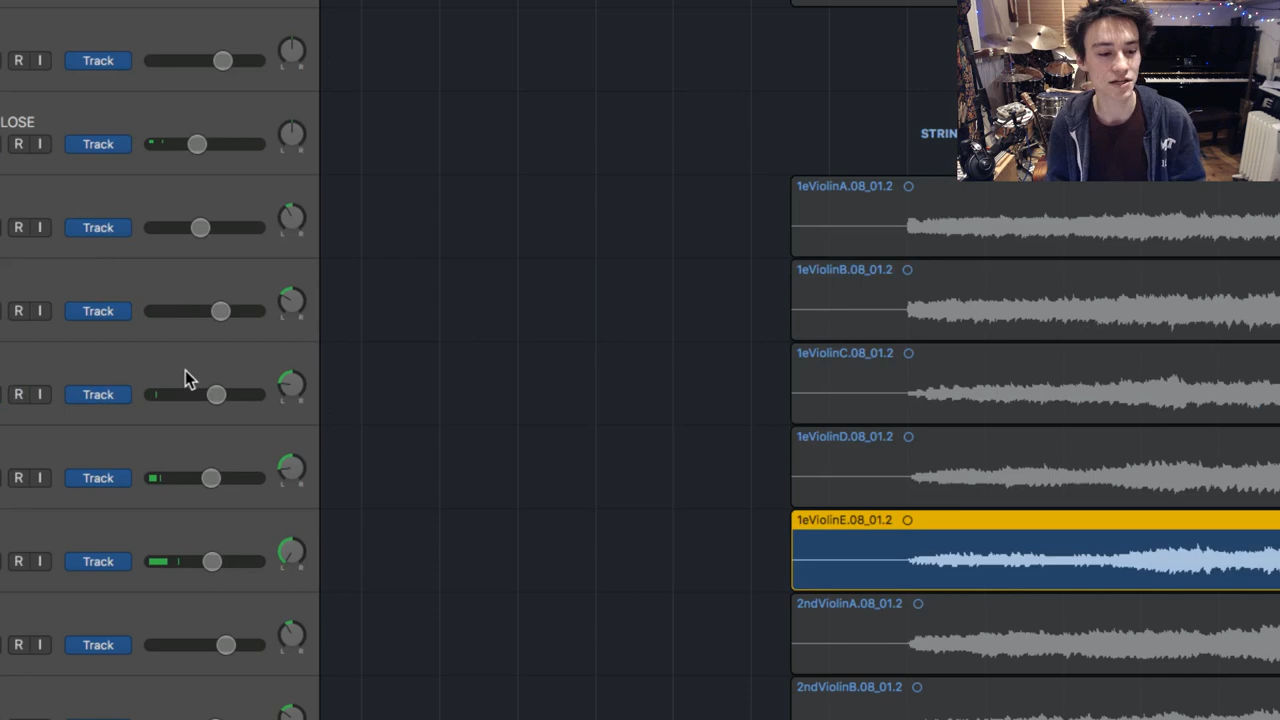 R I Track L R
LOSE
R I Track L R
STRIN
1eViolinA.08_01.2
R I Track L R
1eViolinB.08_01.2
R I Track L R
1eViolinC.08_01.2
R I Track L R
1eViolinD.08_01.2
R I Track L R
1eViolinE.08_01.2
R I Track L R
2ndViolinA.08_01.2
R I Track L R
2ndViolinB.08_01.2